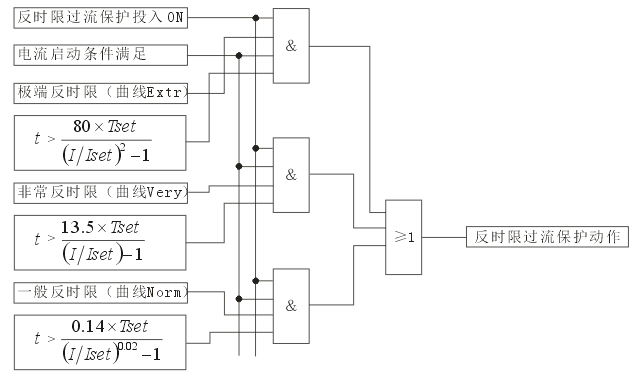 反时限过流保护投入 ON
电流启动条件满足
极端反时限（曲线Extr）
t > 80×Tset / (I/Iset)²−1
非常反时限（曲线Very）
t > 13.5×Tset / (I/Iset)−1
一般反时限（曲线Norm）
t > 0.14×Tset / (I/Iset)^0.02−1
&
&
&
≥1
反时限过流保护动作